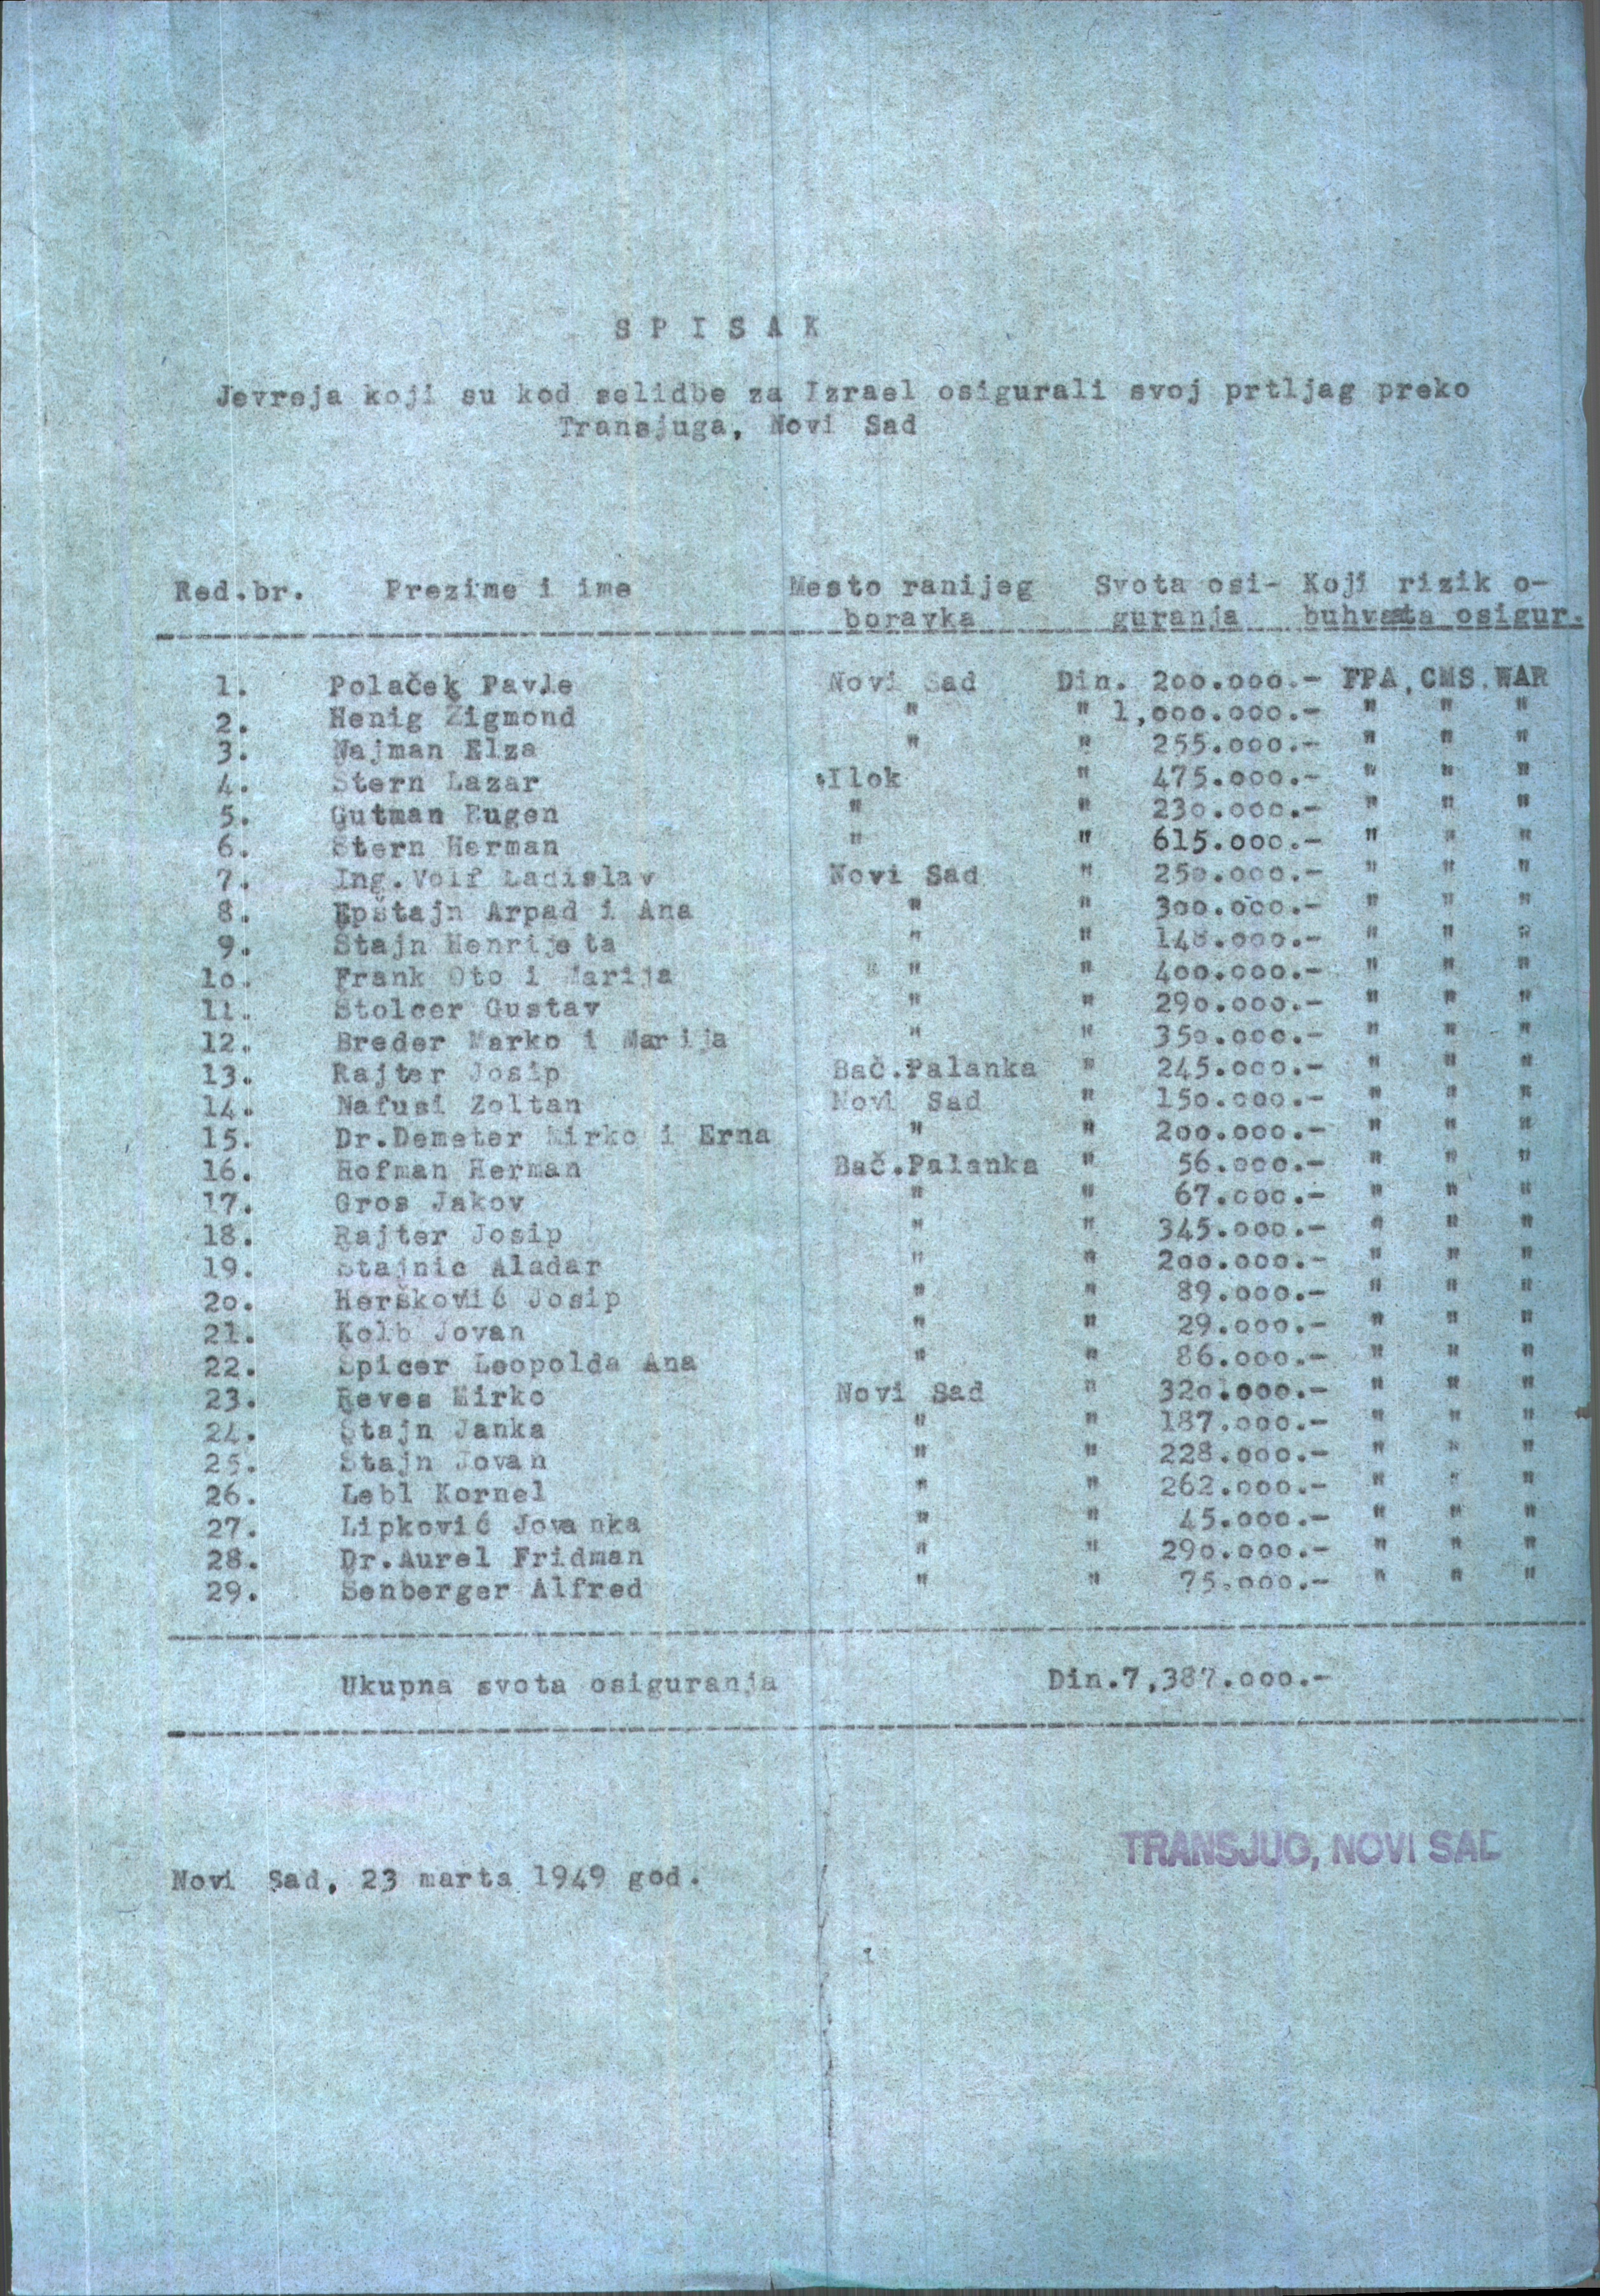 S P I S A K
Jevreja koji su kod selidbe za Izrael osigurali svoj prtljag preko
Transjuga, Novi Sad
Red.br. Prezime i ime Mesto ranijeg Svota osi- Koji rizik o-
boravka guranja buhvata osigur.
1. Polaček Pavle Novi Sad Din. 200.000.- FPA, CMS. WAR
2. Henig Zigmond " " 1,000.000.- " " "
3. Najman Elza " " 255.000.- " " "
4. Štern Lazar Ilok " 475.000.- " " "
5. Gutman Eugen " " 230.000.- " " "
6. Štern Herman " " 615.000.- " " "
7. Ing.Volf Ladislav Novi Sad " 250.000.- " " "
8. Epštajn Arpad i Ana " " 300.000.- " " "
9. Štajn Henrijeta " " 148.000.- " " "
10. Frank Oto i Marija " " 400.000.- " " "
11. Štolcer Gustav " " 290.000.- " " "
12. Breder Marko i Marija " " 350.000.- " " "
13. Rajter Josip Bač.Palanka " 245.000.- " " "
14. Nafusi Zoltan Novi Sad " 150.000.- " " "
15. Dr.Demeter Mirko i Erna " " 200.000.- " " "
16. Hofman Herman Bač.Palanka " 56.000.- " " "
17. Gros Jakov " " 67.000.- " " "
18. Rajter Josip " " 345.000.- " " "
19. Štajnic Aladar " " 200.000.- " " "
20. Heršković Josip " " 89.000.- " " "
21. Kolb Jovan " " 29.000.- " " "
22. Špicer Leopolda Ana " " 86.000.- " " "
23. Reves Mirko Novi Sad " 320.000.- " " "
24. Štajn Janka " " 187.000.- " " "
25. Štajn Jovan " " 228.000.- " " "
26. Lebl Kornel " " 262.000.- " " "
27. Lipković Jovanka " " 45.000.- " " "
28. Dr.Aurel Fridman " " 290.000.- " " "
29. Šenberger Alfred " " 75.000.- " " "
Ukupna svota osiguranja Din.7,387.000.-
TRANSJUG, NOVI SAD
Novi Sad, 23 marta 1949 god.